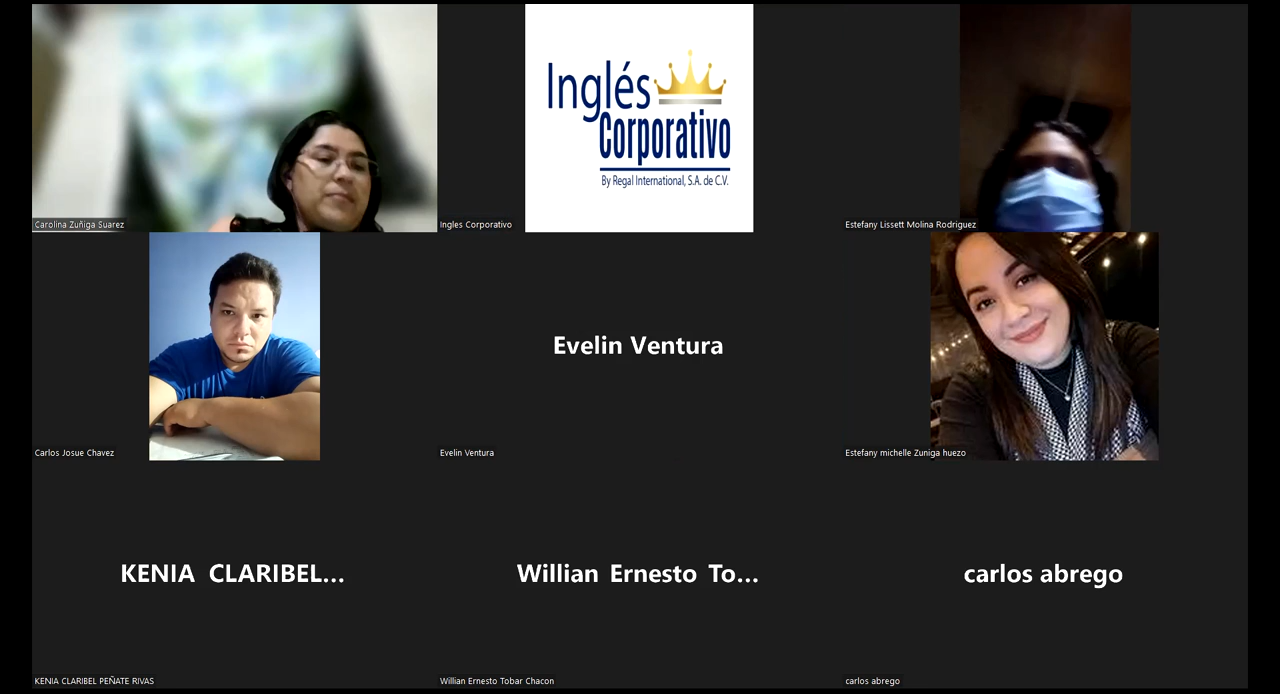 Inglés
Corporativo
By Regal International, S.A. de C.V.
Carolina Zuñiga Suarez
Ingles Corporativo
Estefany Lissett Molina Rodriguez
Evelin Ventura
Carlos Josue Chavez
Evelin Ventura
Estefany michelle Zuniga huezo
KENIA CLARIBEL...
Willian Ernesto To...
carlos abrego
KENIA CLARIBEL PEÑATE RIVAS
Willian Ernesto Tobar Chacon
carlos abrego